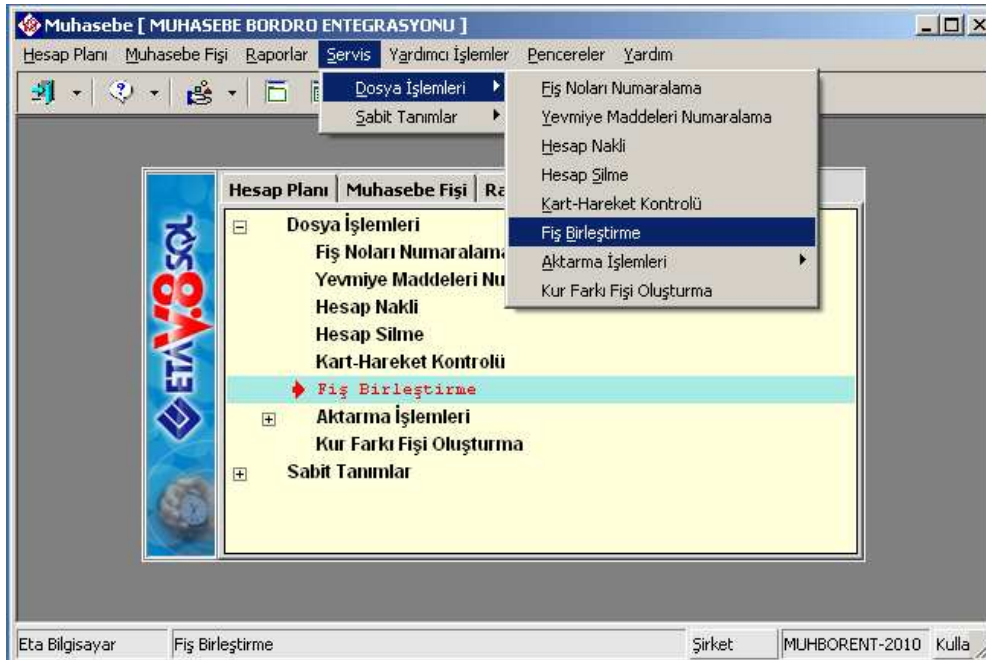 Muhasebe [ MUHASEBE BORDRO ENTEGRASYONU ]
Hesap Planı Muhasebe Fişi Raporlar Servis Yardımcı İşlemler Pencereler Yardım
Dosya İşlemleri
Sabit Tanımlar
Fiş Noları Numaralama
Yevmiye Maddeleri Numaralama
Hesap Nakli
Hesap Silme
Kart-Hareket Kontrolü
Fiş Birleştirme
Aktarma İşlemleri
Kur Farkı Fişi Oluşturma
ETA V.8 SQL
Hesap Planı Muhasebe Fişi
Dosya İşlemleri
Fiş Noları Numaralama
Yevmiye Maddeleri
Hesap Nakli
Hesap Silme
Kart-Hareket Kontrolü
Fiş Birleştirme
Aktarma İşlemleri
Kur Farkı Fişi Oluşturma
Sabit Tanımlar
Eta Bilgisayar Fiş Birleştirme Şirket MUHBORENT-2010 Kulla